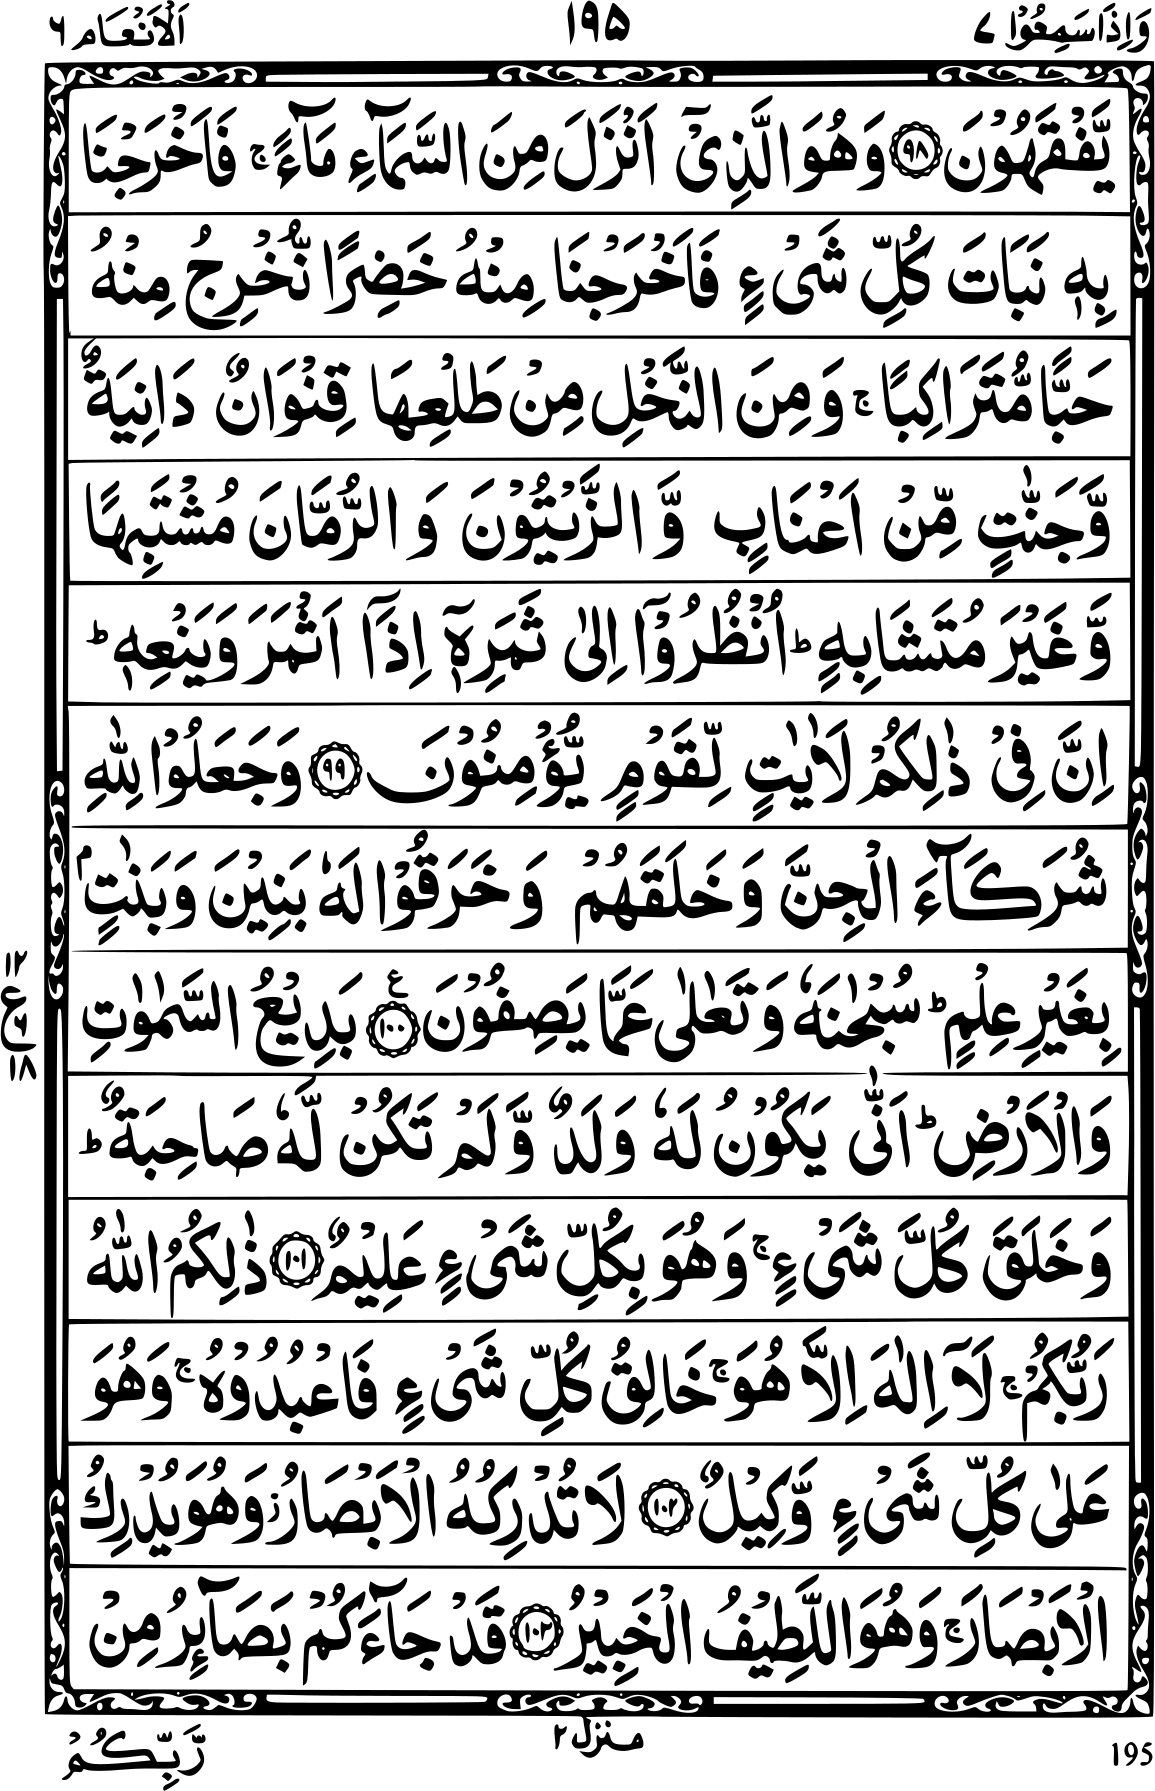 وَاِذَا سَمِعُوْا ٧ ١٩٥ اَلْاَنْعَام ٦
يَّفْقَهُوْنَ ﴿٩٨﴾ وَهُوَ الَّذِىْۤ اَنْزَلَ مِنَ السَّمَآءِ مَآءً ۚ فَاَخْرَجْنَا
بِهٖ نَبَاتَ كُلِّ شَىْءٍ فَاَخْرَجْنَا مِنْهُ خَضِرًا نُّخْرِجُ مِنْهُ
حَبًّا مُّتَرَاكِبًا ۚ وَمِنَ النَّخْلِ مِنْ طَلْعِهَا قِنْوَانٌ دَانِيَةٌ
وَّجَنّٰتٍ مِّنْ اَعْنَابٍ وَّ الزَّيْتُوْنَ وَ الرُّمَّانَ مُشْتَبِهًا
وَّغَيْرَ مُتَشَابِهٍ ؕ اُنْظُرُوْۤا اِلٰى ثَمَرِهٖۤ اِذَاۤ اَثْمَرَ وَيَنْعِهٖ ؕ
اِنَّ فِىْ ذٰلِكُمْ لَاٰيٰتٍ لِّقَوْمٍ يُّؤْمِنُوْنَ ﴿٩٩﴾ وَجَعَلُوْا لِلّٰهِ
شُرَكَآءَ الْجِنَّ وَخَلَقَهُمْ وَخَرَقُوْا لَهٗ بَنِيْنَ وَبَنٰتٍۢ
بِغَيْرِ عِلْمٍ ؕ سُبْحٰنَهٗ وَتَعٰلٰى عَمَّا يَصِفُوْنَ ﴿١٠٠﴾ ع بَدِيْعُ السَّمٰوٰتِ
١٢
ع ٦
١٨
وَالْاَرْضِ ؕ اَنّٰى يَكُوْنُ لَهٗ وَلَدٌ وَّلَمْ تَكُنْ لَّهٗ صَاحِبَةٌ ؕ
وَخَلَقَ كُلَّ شَىْءٍ ۚ وَهُوَ بِكُلِّ شَىْءٍ عَلِيْمٌ ﴿١٠١﴾ ذٰلِكُمُ اللّٰهُ
رَبُّكُمْ ۚ لَاۤ اِلٰهَ اِلَّا هُوَ ۚ خَالِقُ كُلِّ شَىْءٍ فَاعْبُدُوْهُ ۚ وَهُوَ
عَلٰى كُلِّ شَىْءٍ وَّكِيْلٌ ﴿١٠٢﴾ لَا تُدْرِكُهُ الْاَبْصَارُ ز وَهُوَ يُدْرِكُ
الْاَبْصَارَ ۚ وَهُوَ اللَّطِيْفُ الْخَبِيْرُ ﴿١٠٣﴾ قَدْ جَآءَكُمْ بَصَآئِرُ مِنْ
195 منزل ٢ رَّبِّكُمْ